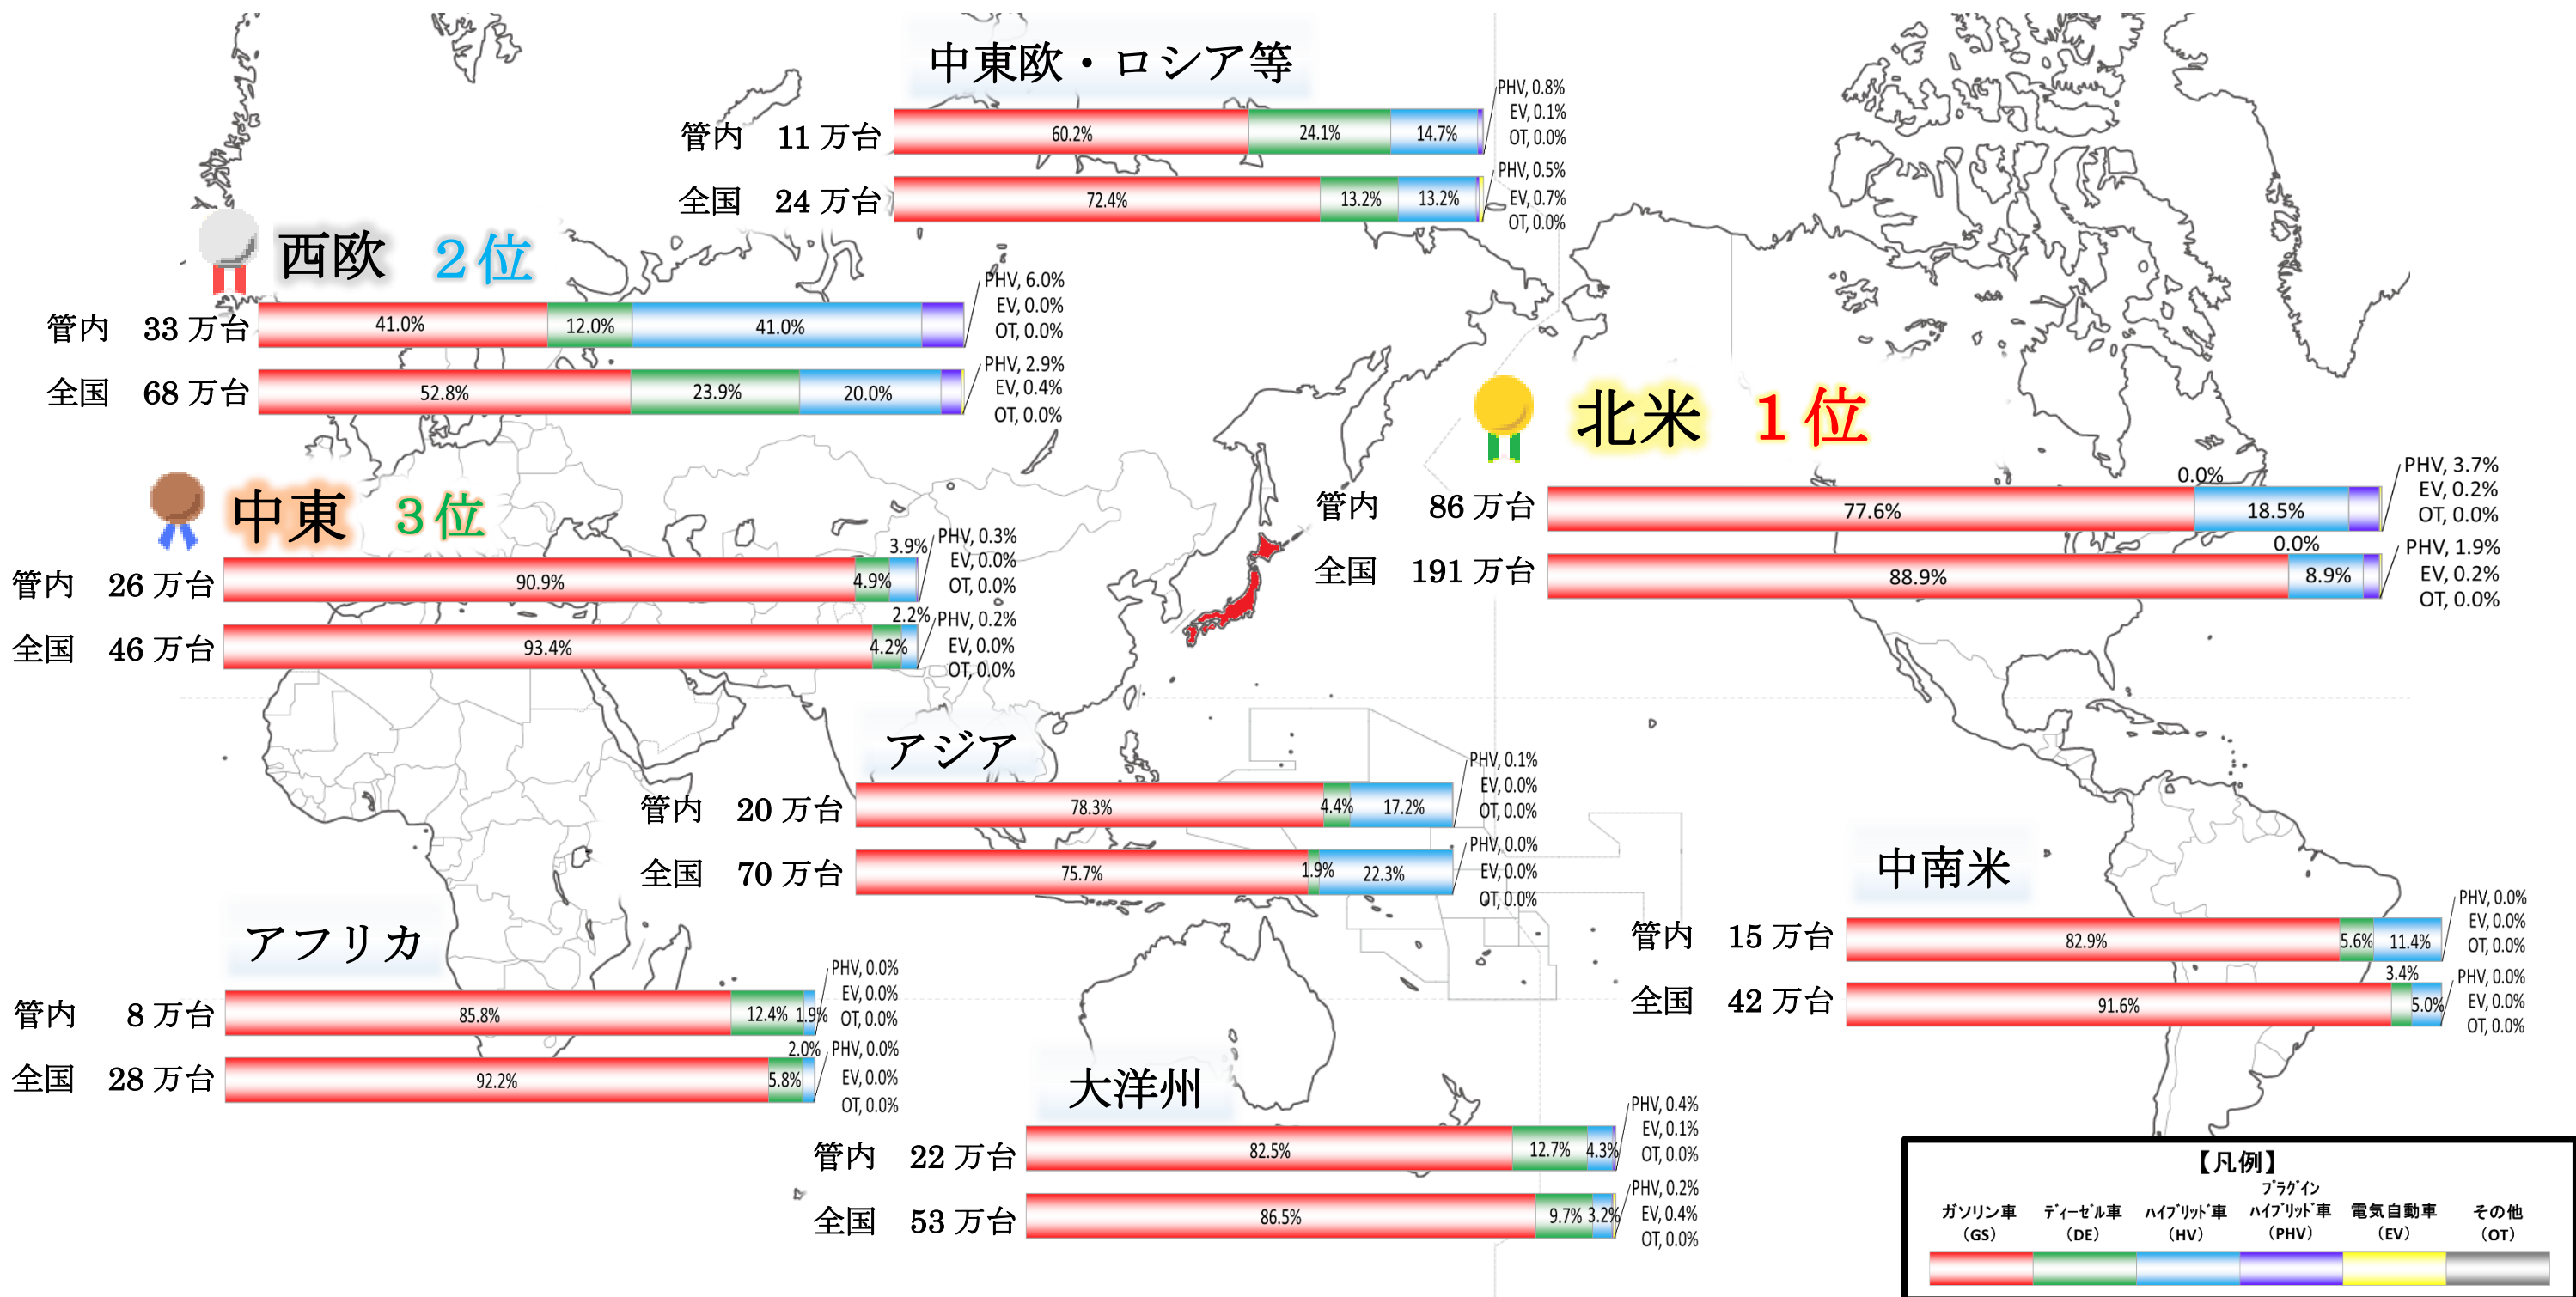 中東欧・ロシア等
管内 11 万台
60.2% 24.1% 14.7%
PHV, 0.8%
EV, 0.1%
OT, 0.0%
全国 24 万台
72.4% 13.2% 13.2%
PHV, 0.5%
EV, 0.7%
OT, 0.0%
西欧 2位
管内 33 万台
41.0% 12.0% 41.0%
PHV, 6.0%
EV, 0.0%
OT, 0.0%
全国 68 万台
52.8% 23.9% 20.0%
PHV, 2.9%
EV, 0.4%
OT, 0.0%
北米 1位
管内 86 万台
77.6% 0.0% 18.5%
PHV, 3.7%
EV, 0.2%
OT, 0.0%
全国 191 万台
88.9% 0.0% 8.9%
PHV, 1.9%
EV, 0.2%
OT, 0.0%
中東 3位
管内 26 万台
90.9% 4.9% 3.9%
PHV, 0.3%
EV, 0.0%
OT, 0.0%
全国 46 万台
93.4% 4.2% 2.2%
PHV, 0.2%
EV, 0.0%
OT, 0.0%
アジア
管内 20 万台
78.3% 4.4% 17.2%
PHV, 0.1%
EV, 0.0%
OT, 0.0%
全国 70 万台
75.7% 1.9% 22.3%
PHV, 0.0%
EV, 0.0%
OT, 0.0%
中南米
管内 15 万台
82.9% 5.6% 11.4%
PHV, 0.0%
EV, 0.0%
OT, 0.0%
全国 42 万台
91.6% 3.4% 5.0%
PHV, 0.0%
EV, 0.0%
OT, 0.0%
アフリカ
管内 8 万台
85.8% 12.4% 1.9%
PHV, 0.0%
EV, 0.0%
OT, 0.0%
全国 28 万台
92.2% 5.8% 2.0%
PHV, 0.0%
EV, 0.0%
OT, 0.0%
大洋州
管内 22 万台
82.5% 12.7% 4.3%
PHV, 0.4%
EV, 0.1%
OT, 0.0%
全国 53 万台
86.5% 9.7% 3.2%
PHV, 0.2%
EV, 0.4%
OT, 0.0%
【凡例】
ガソリン車
(GS)
ﾃﾞｨｰｾﾞﾙ車
(DE)
ﾊｲﾌﾞﾘｯﾄﾞ車
(HV)
ﾌﾟﾗｸﾞｲﾝ
ﾊｲﾌﾞﾘｯﾄﾞ車
(PHV)
電気自動車
(EV)
その他
(OT)